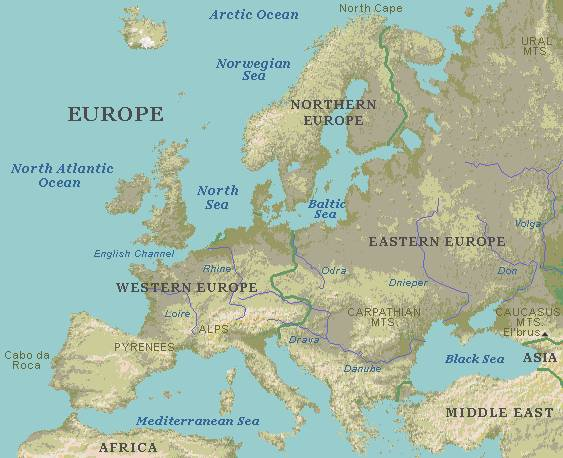 North Cape
Arctic Ocean
URAL
MTS.
Norwegian
Sea
EUROPE
NORTHERN
EUROPE
North Atlantic
Ocean
North
Sea
Baltic
Sea
Volga
EASTERN EUROPE
English Channel
Rhine
Odra
Don
Dnieper
WESTERN EUROPE
Loire
CARPATHIAN
MTS.
CAUCASUS
MTS.
El'brus
ALPS
Drava
PYRENEES
Cabo da
Roca
Black Sea
ASIA
Danube
MIDDLE EAST
Mediterranean Sea
AFRICA